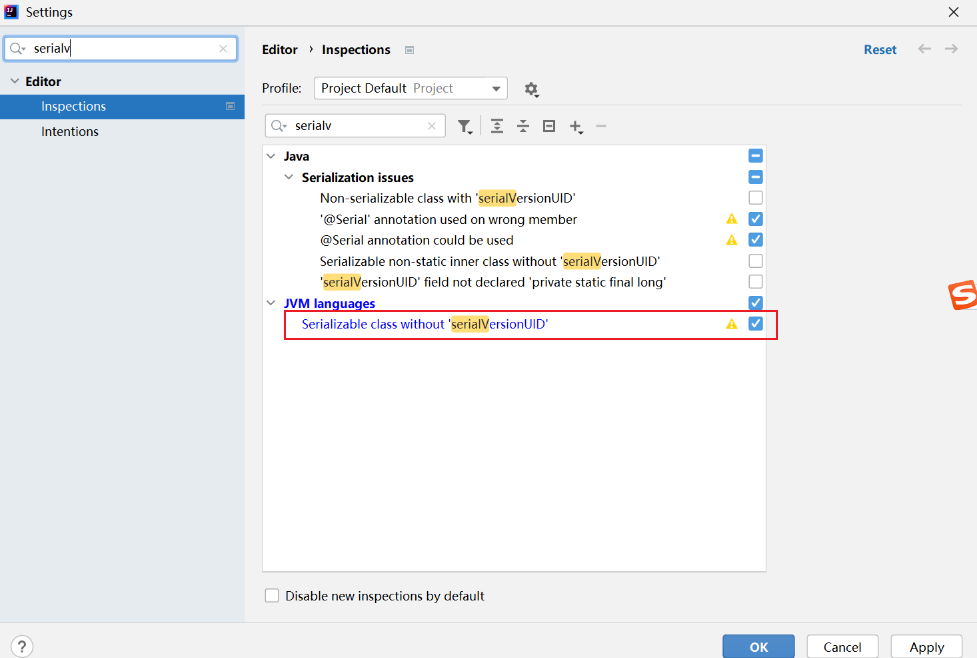 Settings
serialv
Editor
Inspections
Intentions
Editor › Inspections
Reset
Profile: Project Default Project
serialv
Java
Serialization issues
Non-serializable class with 'serialVersionUID'
'@Serial' annotation used on wrong member
@Serial annotation could be used
Serializable non-static inner class without 'serialVersionUID'
'serialVersionUID' field not declared 'private static final long'
JVM languages
Serializable class without 'serialVersionUID'
Disable new inspections by default
?
OK
Cancel
Apply